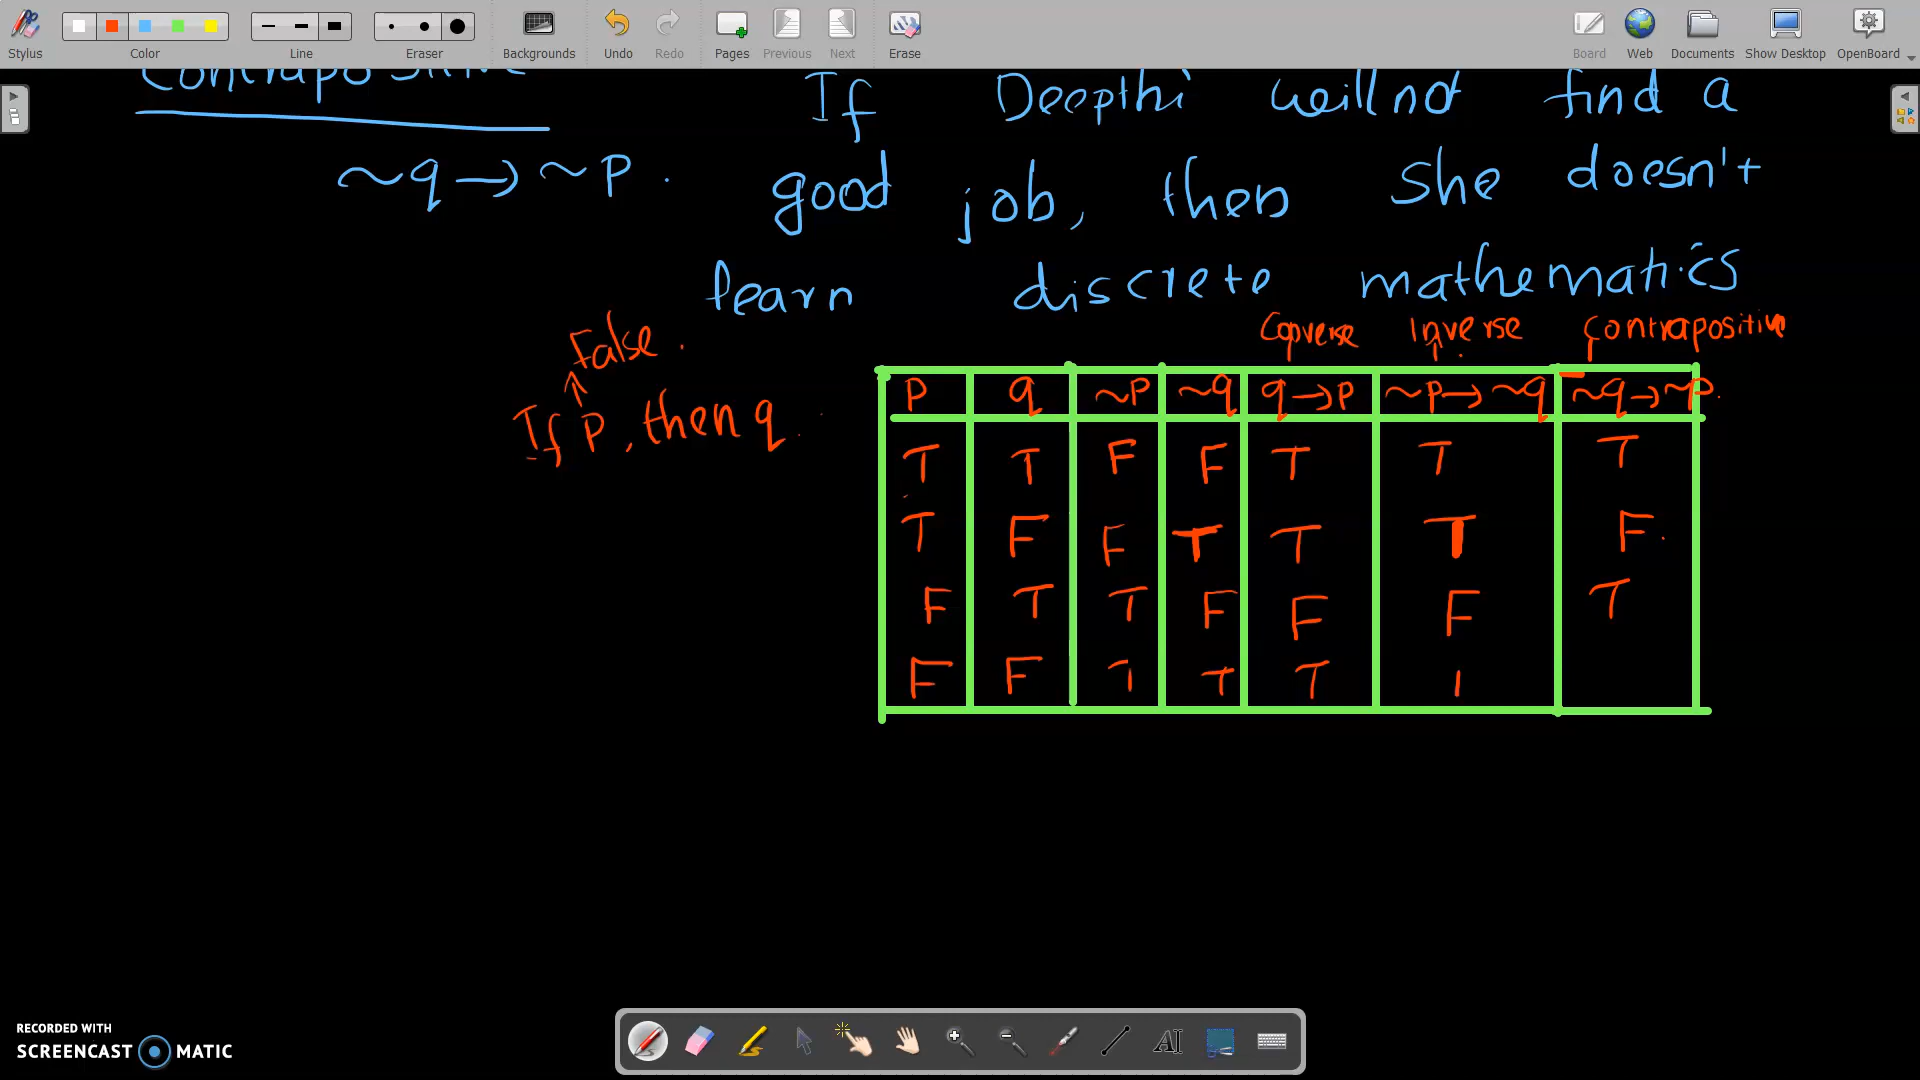 Stylus
Color
Line
Eraser
Backgrounds
Undo
Redo
Pages
Previous
Next
Erase
Board
Web
Documents
Show Desktop
OpenBoard
Contrapositive
If Deepthi will not find a
~q → ~p .
good job, then she doesn't
learn discrete mathematics
False .
If P, then q .
Converse Inverse Contrapositive
P q ~P ~q q → P ~P → ~q ~q → ~P.
T T F F T T T
T F F T T T F
F T T F F F T
F F T T T I
RECORDED WITH
SCREENCAST MATIC
AI